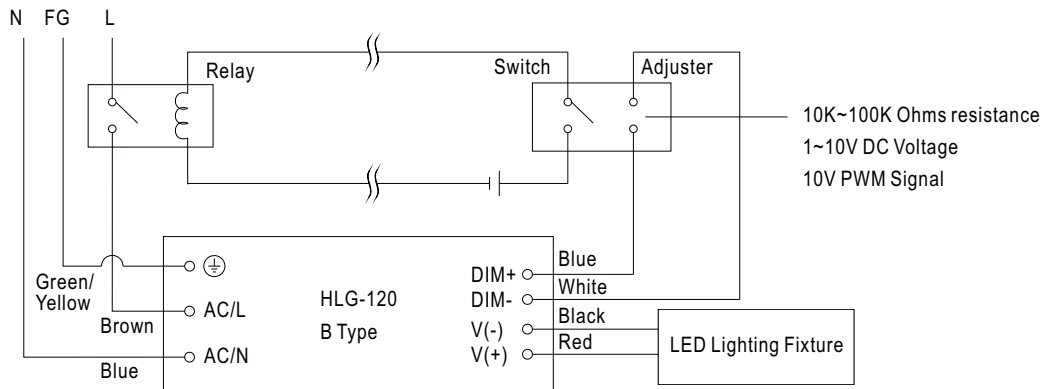 N FG L
Relay
Switch
Adjuster
10K~100K Ohms resistance
1~10V DC Voltage
10V PWM Signal
Green/
Yellow
Brown
Blue
AC/L
AC/N
HLG-120
B Type
DIM+
DIM-
V(-)
V(+)
Blue
White
Black
Red
LED Lighting Fixture